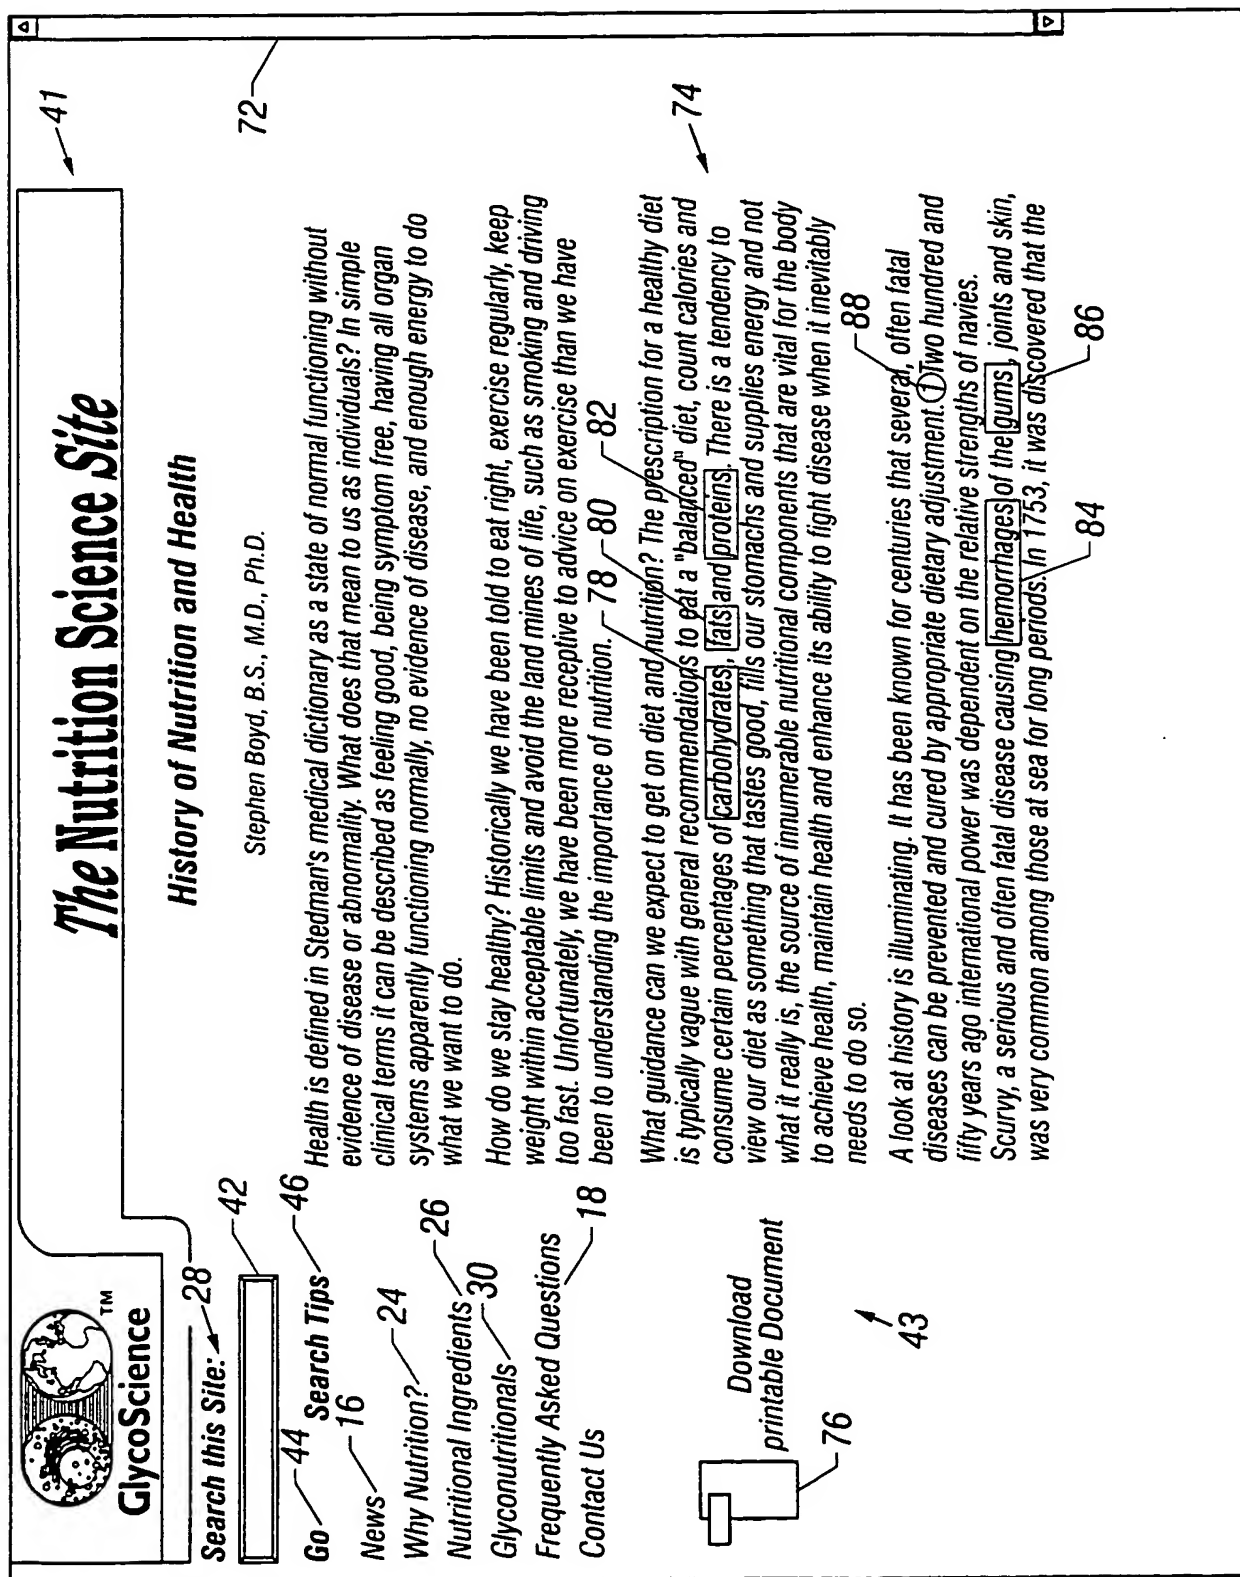 The Nutrition Science Site
41
GlycoScience™
Search this Site: 28
42
Go 44
Search Tips 46
News 16
Why Nutrition? 24
Nutritional Ingredients 26
Glyconutritionals 30
Frequently Asked Questions 18
Contact Us
Download
printable Document
76
43
History of Nutrition and Health
Stephen Boyd, B.S., M.D., Ph.D.
72
Health is defined in Stedman's medical dictionary as a state of normal functioning without
evidence of disease or abnormality. What does that mean to us as individuals? In simple
clinical terms it can be described as feeling good, being symptom free, having all organ
systems apparently functioning normally, no evidence of disease, and enough energy to do
what we want to do.
How do we stay healthy? Historically we have been told to eat right, exercise regularly, keep
weight within acceptable limits and avoid the land mines of life, such as smoking and driving
too fast. Unfortunately, we have been more receptive to advice on exercise than we have
been to understanding the importance of nutrition. 78 80 82
What guidance can we expect to get on diet and nutrition? The prescription for a healthy diet
is typically vague with general recommendations to eat a "balanced" diet, count calories and
consume certain percentages of carbohydrates, fats and proteins. There is a tendency to
view our diet as something that tastes good, fills our stomachs and supplies energy and not
what it really is, the source of innumerable nutritional components that are vital for the body
to achieve health, maintain health and enhance its ability to fight disease when it inevitably
needs to do so.
74
88
A look at history is illuminating. It has been known for centuries that several, often fatal
diseases can be prevented and cured by appropriate dietary adjustment. 1 Two hundred and
fifty years ago international power was dependent on the relative strengths of navies.
Scurvy, a serious and often fatal disease causing hemorrhages of the gums, joints and skin,
was very common among those at sea for long periods. In 1753, it was discovered that the
84
86